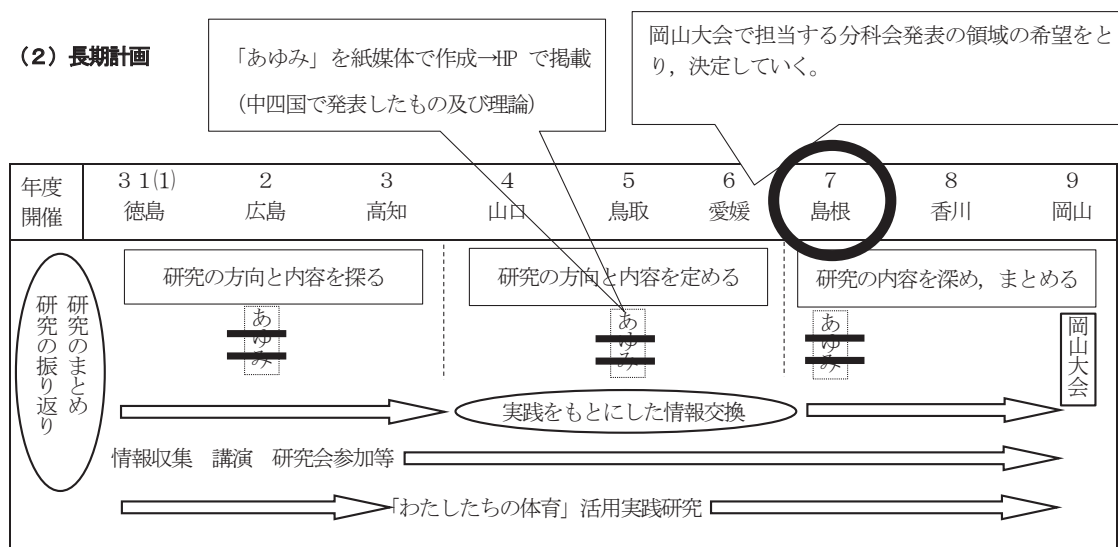 (2)長期計画
「あゆみ」を紙媒体で作成→HP で掲載
(中四国で発表したもの及び理論)
岡山大会で担当する分科会発表の領域の希望をと
り，決定していく。
年度
開催
31(1) 2 3 4 5 6 7 8 9
徳島 広島 高知 山口 鳥取 愛媛 島根 香川 岡山
研究のまとめ
研究の振り返り
研究の方向と内容を探る
研究の方向と内容を定める
研究の内容を深め，まとめる
あゆみ
あゆみ
あゆみ
岡山大会
実践をもとにした情報交換
情報収集 講演 研究会参加等
「わたしたちの体育」活用実践研究